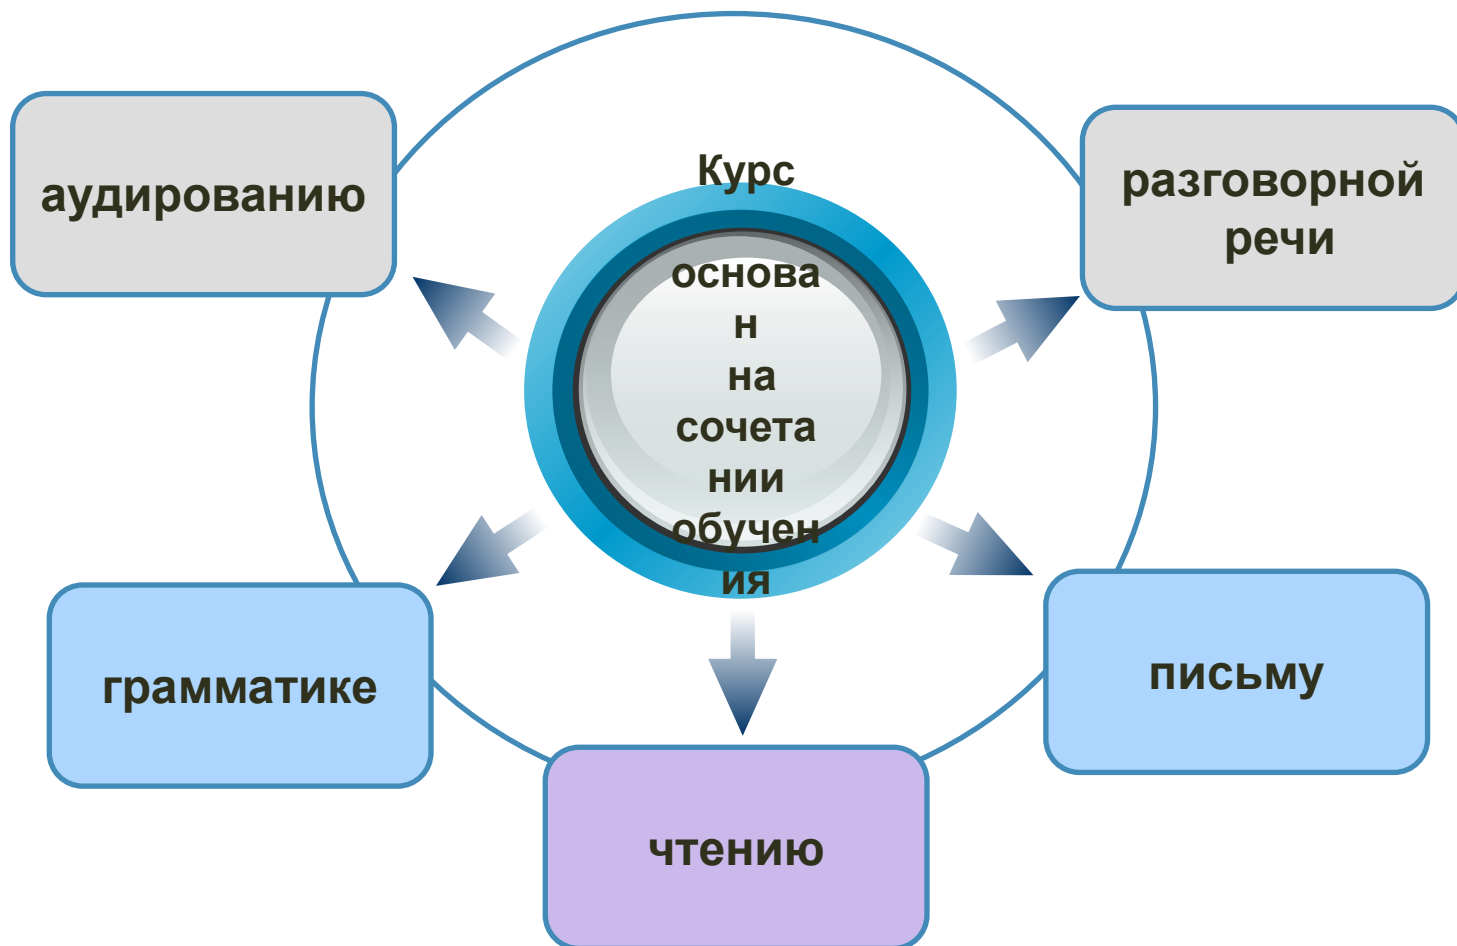 Курс
основа
н
на
сочета
нии
обучен
ия
аудированию
разговорной
речи
грамматике
письму
чтению